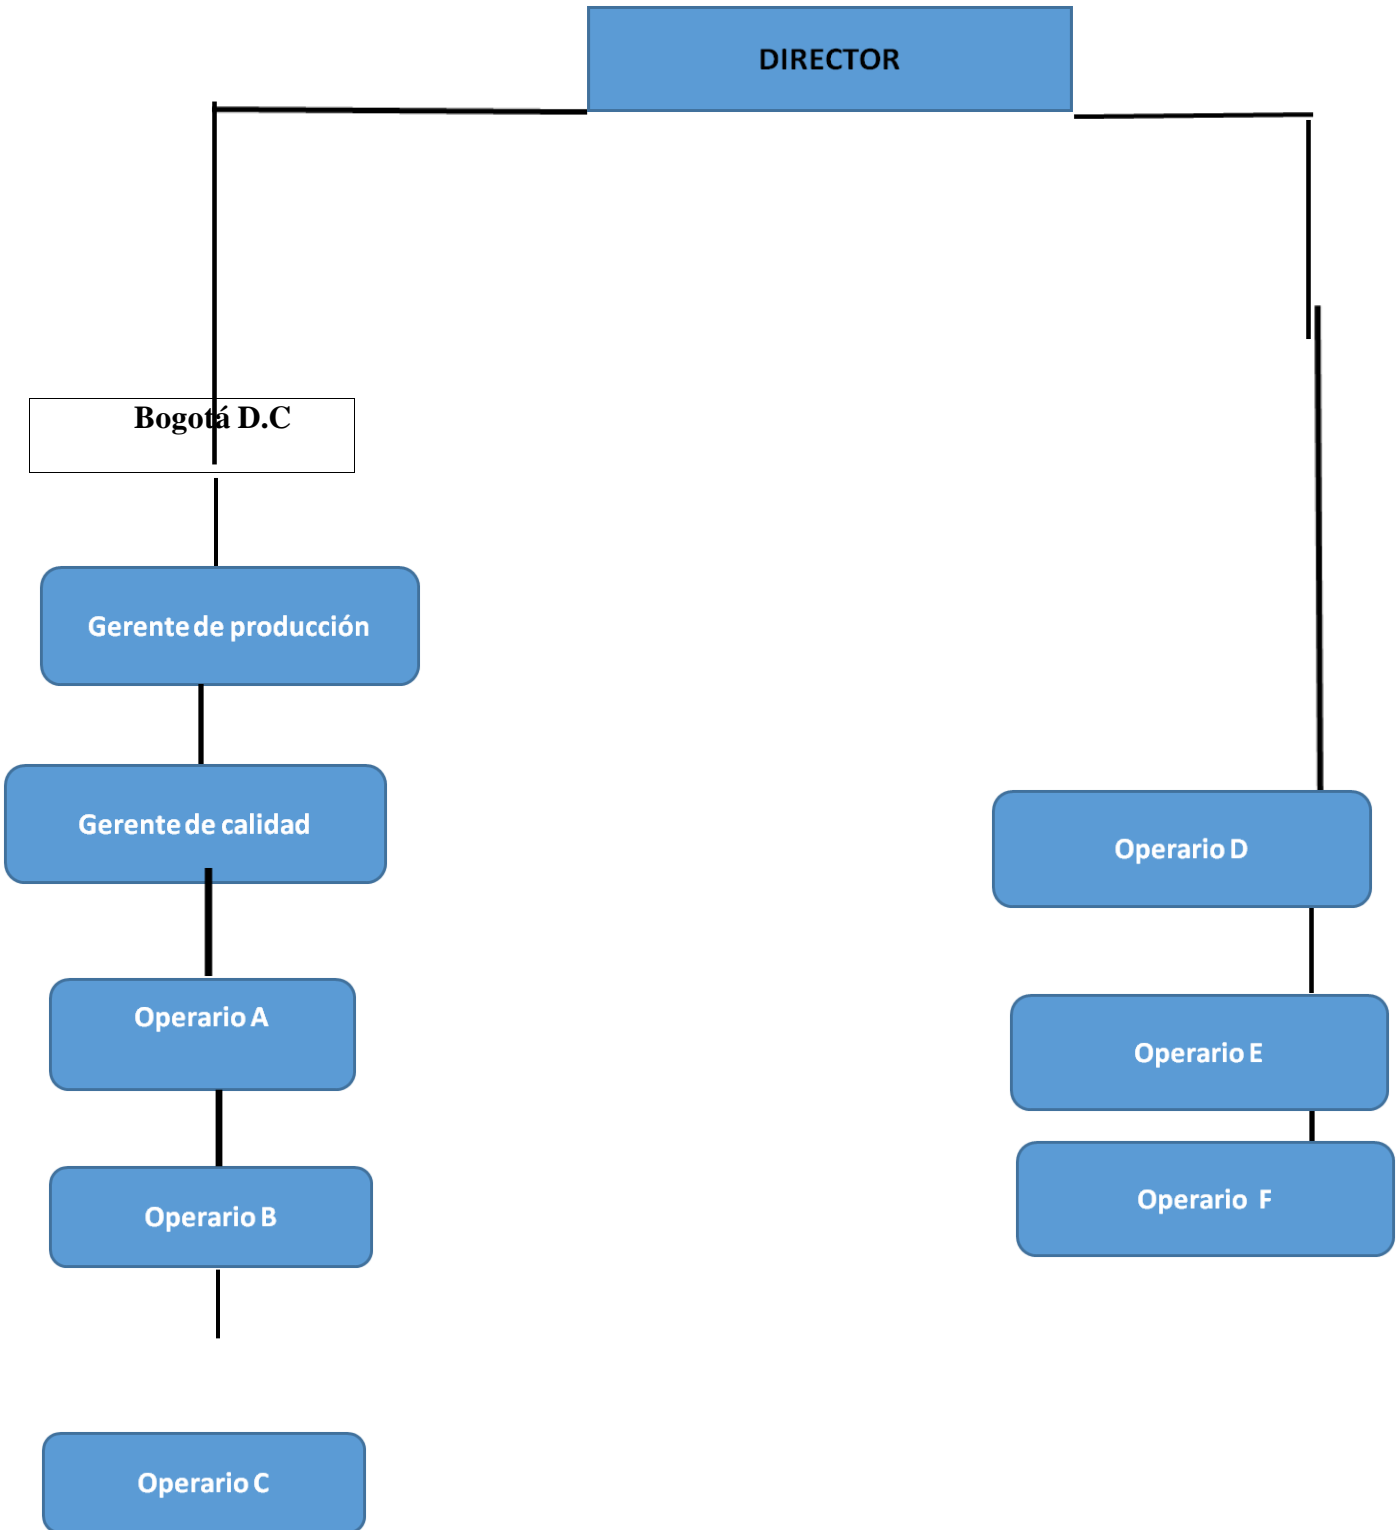 DIRECTOR
Bogotá D.C
Gerente de producción
Gerente de calidad
Operario A
Operario B
Operario C
Operario D
Operario E
Operario F